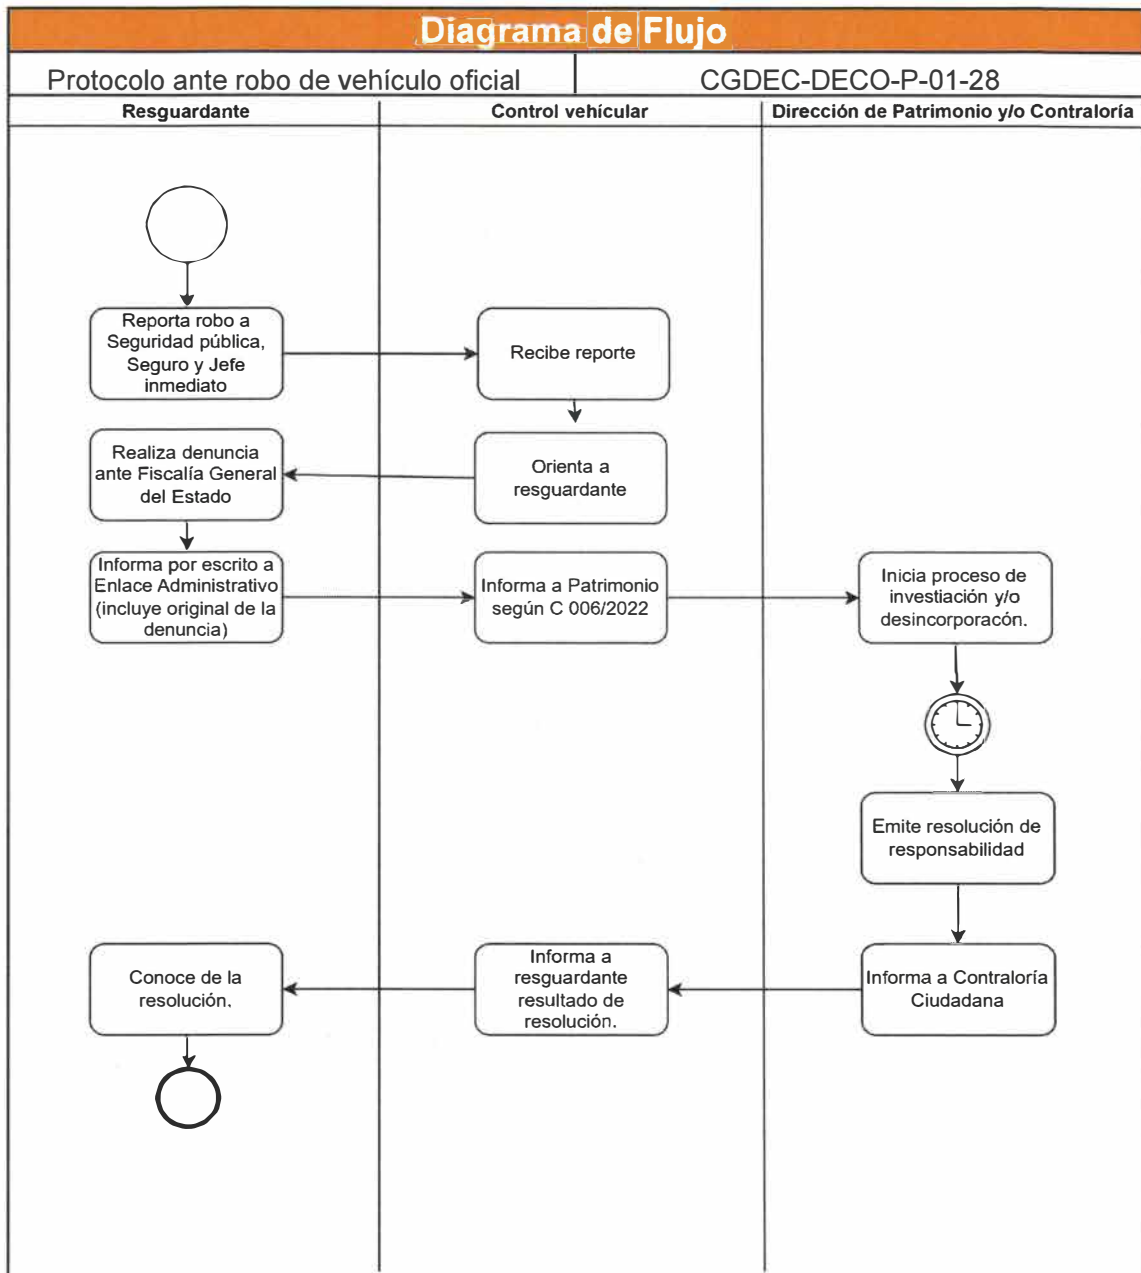 Diagrama de Flujo
Protocolo ante robo de vehículo oficial
CGDEC-DECO-P-01-28
Resguardante
Control vehícular
Dirección de Patrimonio y/o Contraloría
Reporta robo a
Seguridad pública,
Seguro y Jefe
inmediato
Recibe reporte
Orienta a
resguardante
Realiza denuncia
ante Fiscalía General
del Estado
Informa por escrito a
Enlace Administrativo
(incluye original de la
denuncia)
Informa a Patrimonio
según C 006/2022
Inicia proceso de
investiación y/o
desincorporacón.
Emite resolución de
responsabilidad
Informa a Contraloría
Ciudadana
Informa a
resguardante
resultado de
resolución.
Conoce de la
resolución.